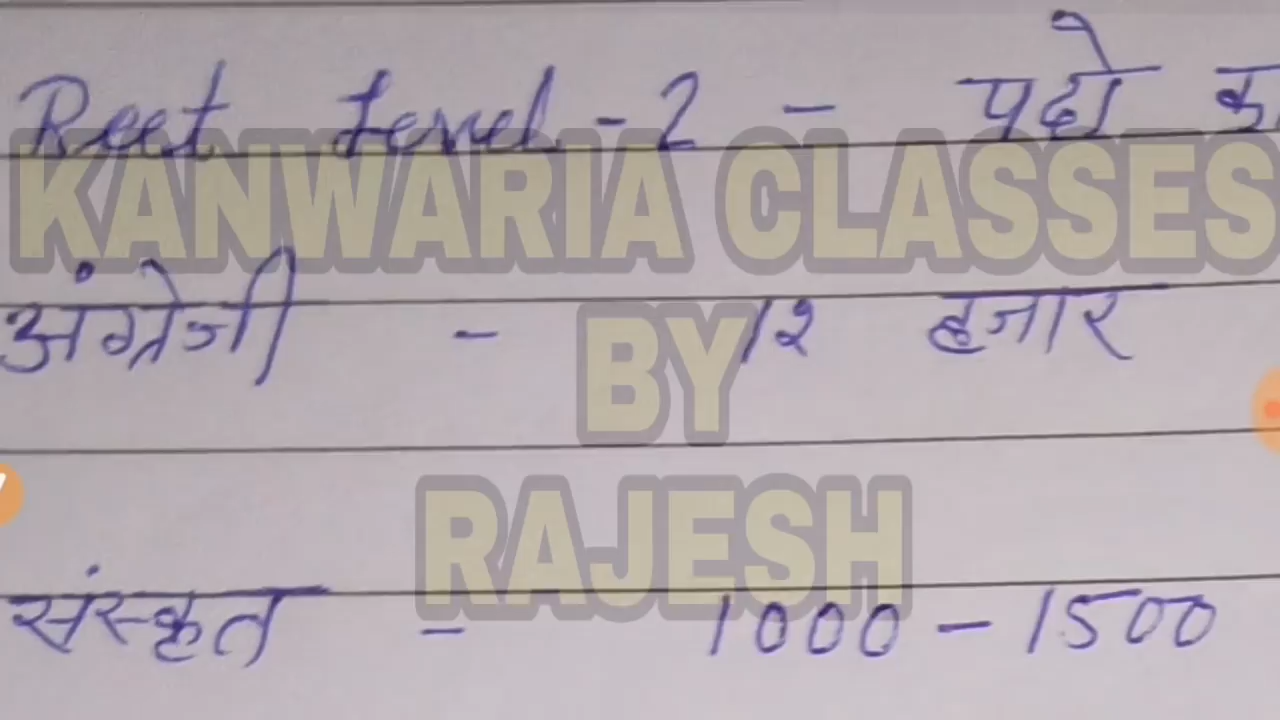 Reet Level-2 - पदो क
KANWARIA CLASSES
अंग्रेजी - 12 हजार
BY
RAJESH
संस्कृत - 1000-1500